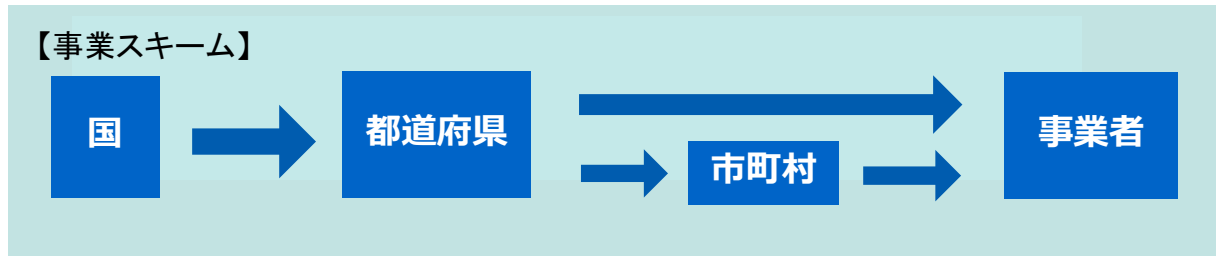 【事業スキーム】
国
都道府県
市町村
事業者